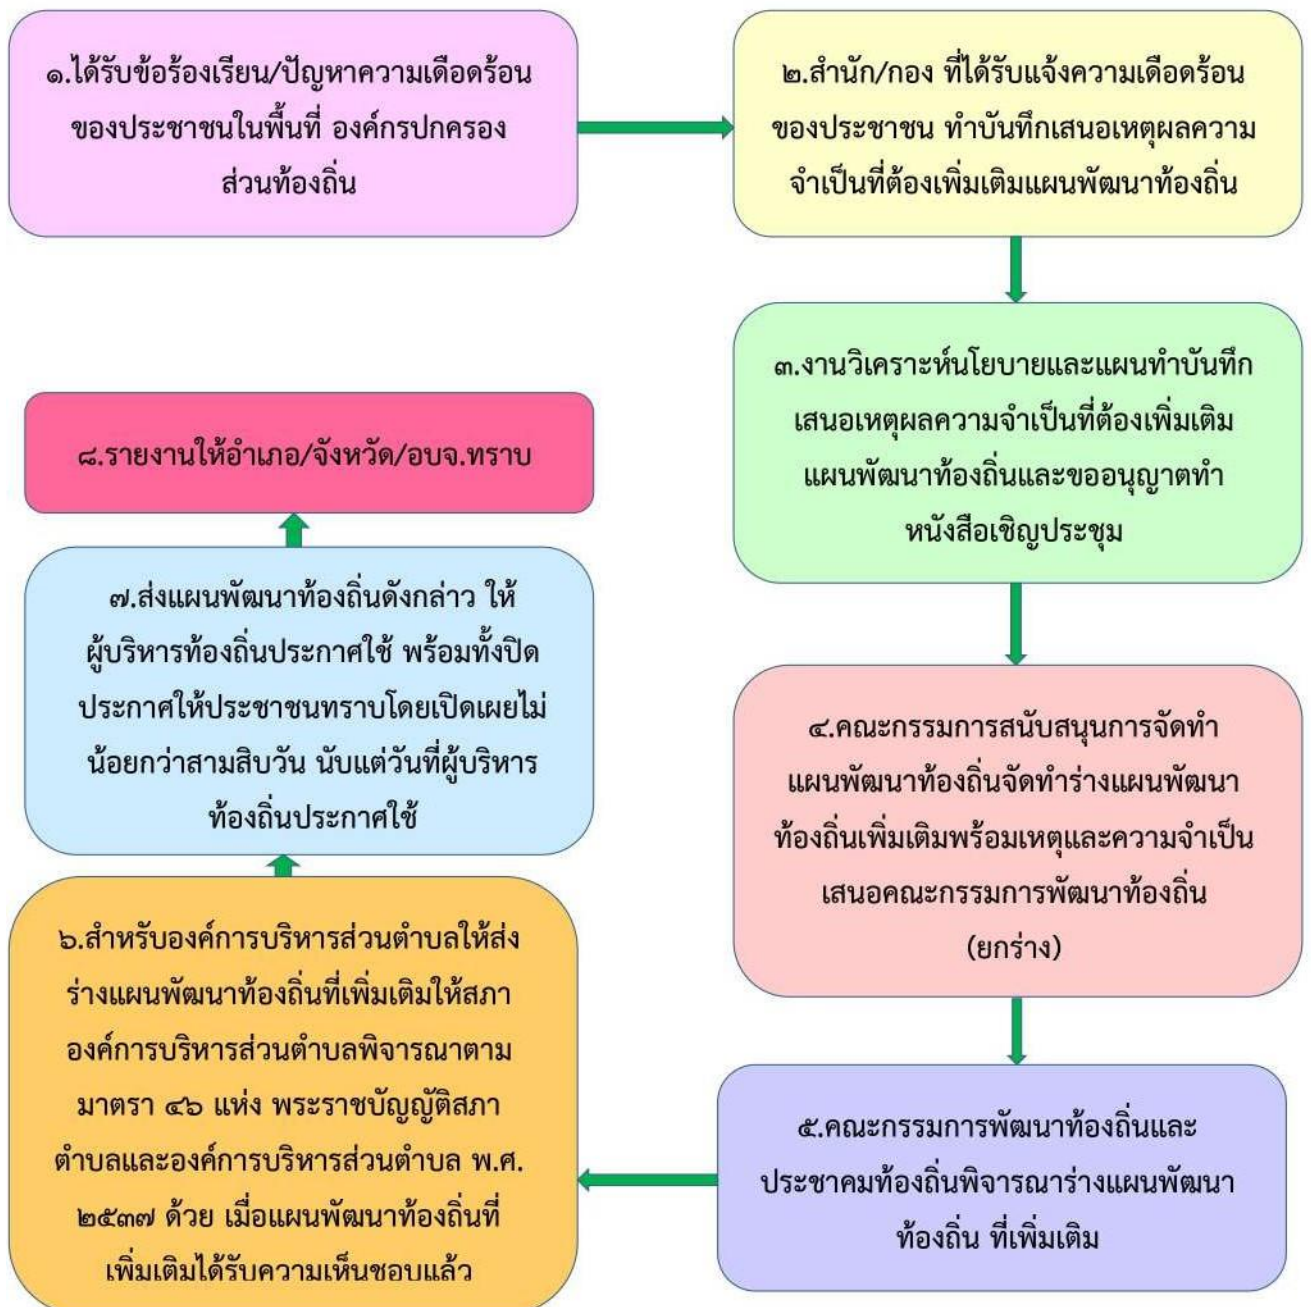 ๑.ได้รับข้อร้องเรียน/ปัญหาความเดือดร้อน
ของประชาชนในพื้นที่ องค์กรปกครอง
ส่วนท้องถิ่น
๒.สำนัก/กอง ที่ได้รับแจ้งความเดือดร้อน
ของประชาชน ทำบันทึกเสนอเหตุผลความ
จำเป็นที่ต้องเพิ่มเติมแผนพัฒนาท้องถิ่น
๓.งานวิเคราะห์นโยบายและแผนทำบันทึก
เสนอเหตุผลความจำเป็นที่ต้องเพิ่มเติม
แผนพัฒนาท้องถิ่นและขออนุญาตทำ
หนังสือเชิญประชุม
๔.คณะกรรมการสนับสนุนการจัดทำ
แผนพัฒนาท้องถิ่นจัดทำร่างแผนพัฒนา
ท้องถิ่นเพิ่มเติมพร้อมเหตุและความจำเป็น
เสนอคณะกรรมการพัฒนาท้องถิ่น
(ยกร่าง)
๕.คณะกรรมการพัฒนาท้องถิ่นและ
ประชาคมท้องถิ่นพิจารณาร่างแผนพัฒนา
ท้องถิ่น ที่เพิ่มเติม
๖.สำหรับองค์การบริหารส่วนตำบลให้ส่ง
ร่างแผนพัฒนาท้องถิ่นที่เพิ่มเติมให้สภา
องค์การบริหารส่วนตำบลพิจารณาตาม
มาตรา ๔๖ แห่ง พระราชบัญญัติสภา
ตำบลและองค์การบริหารส่วนตำบล พ.ศ.
๒๕๓๗ ด้วย เมื่อแผนพัฒนาท้องถิ่นที่
เพิ่มเติมได้รับความเห็นชอบแล้ว
๗.ส่งแผนพัฒนาท้องถิ่นดังกล่าว ให้
ผู้บริหารท้องถิ่นประกาศใช้ พร้อมทั้งปิด
ประกาศให้ประชาชนทราบโดยเปิดเผยไม่
น้อยกว่าสามสิบวัน นับแต่วันที่ผู้บริหาร
ท้องถิ่นประกาศใช้
๘.รายงานให้อำเภอ/จังหวัด/อบจ.ทราบ